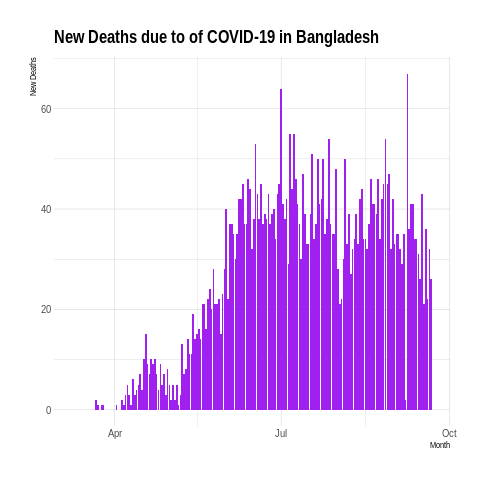 New Deaths due to of COVID-19 in Bangladesh
New Deaths
60
40
20
0
Apr Jul Oct
Month